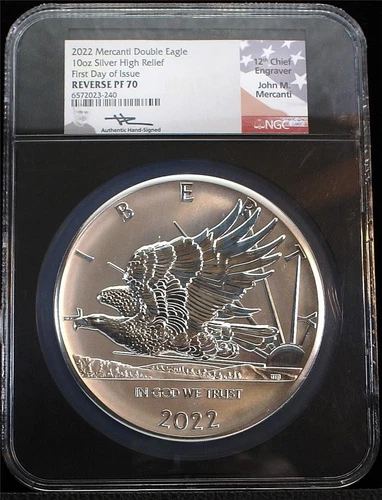 2022 Mercanti Double Eagle
10oz Silver High Relief
First Day of Issue
REVERSE PF 70
6572023-240
Authentic Hand-Signed
12th Chief
Engraver
John M.
Mercanti
NGC
LIBERTY
IN GOD WE TRUST
2022